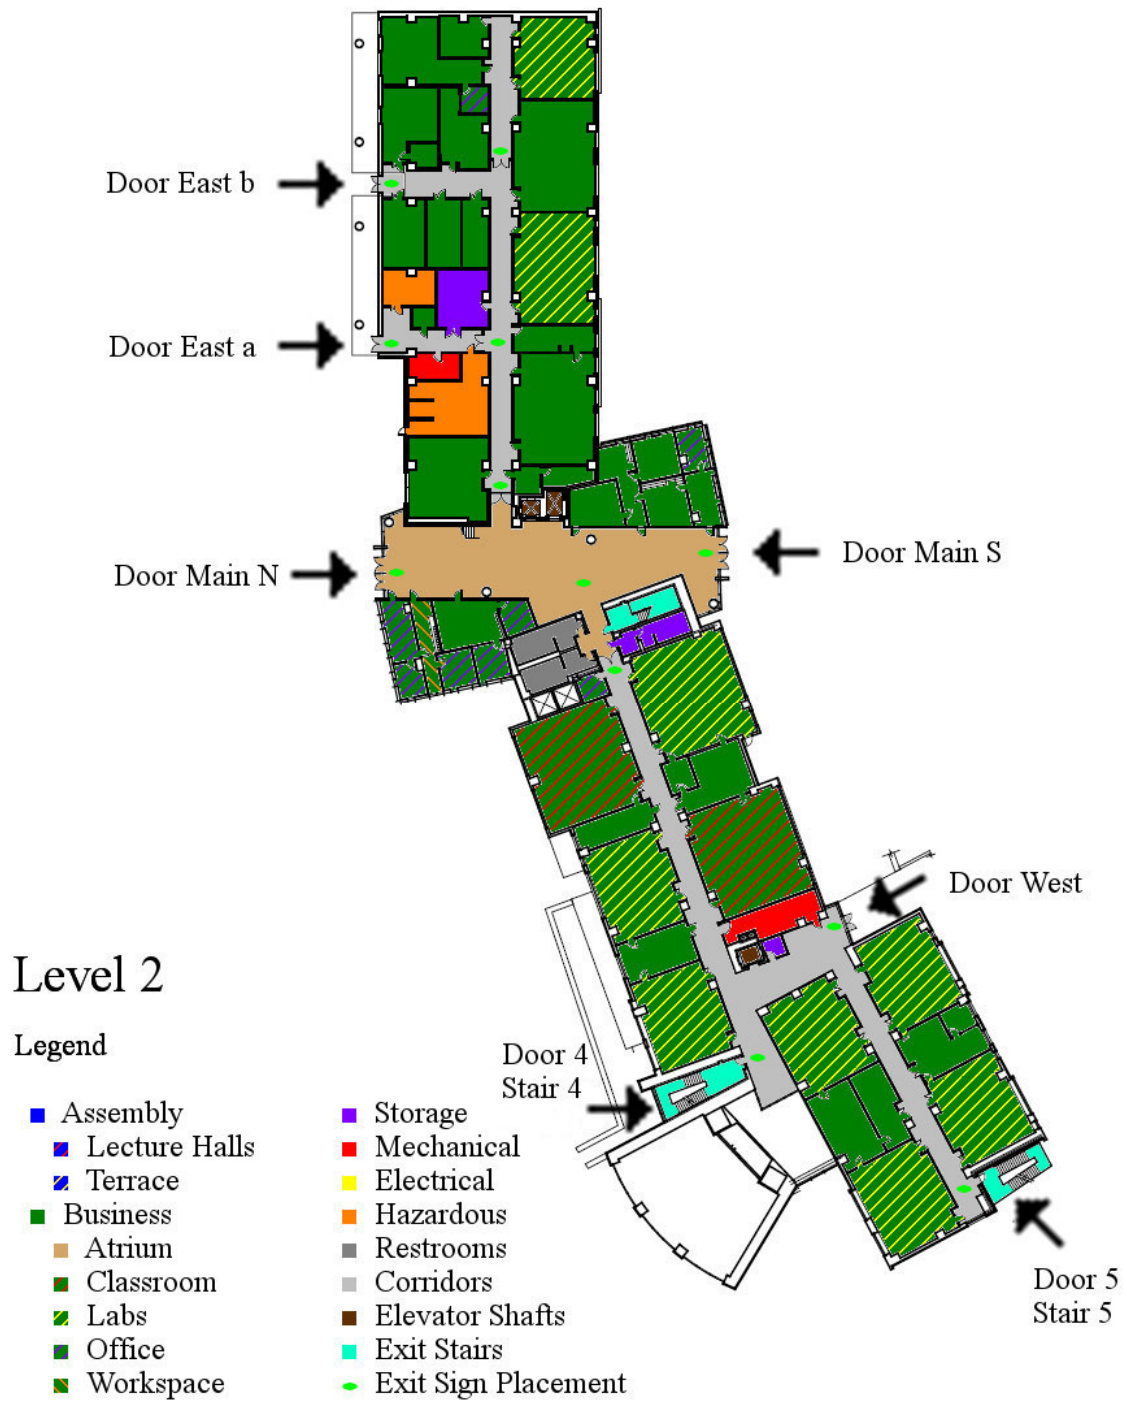 Door East b
Door East a
Door Main N
Door Main S
Door West
Level 2
Legend
Door 4
Stair 4
Assembly
Lecture Halls
Terrace
Business
Atrium
Classroom
Labs
Office
Workspace
Storage
Mechanical
Electrical
Hazardous
Restrooms
Corridors
Elevator Shafts
Exit Stairs
Exit Sign Placement
Door 5
Stair 5